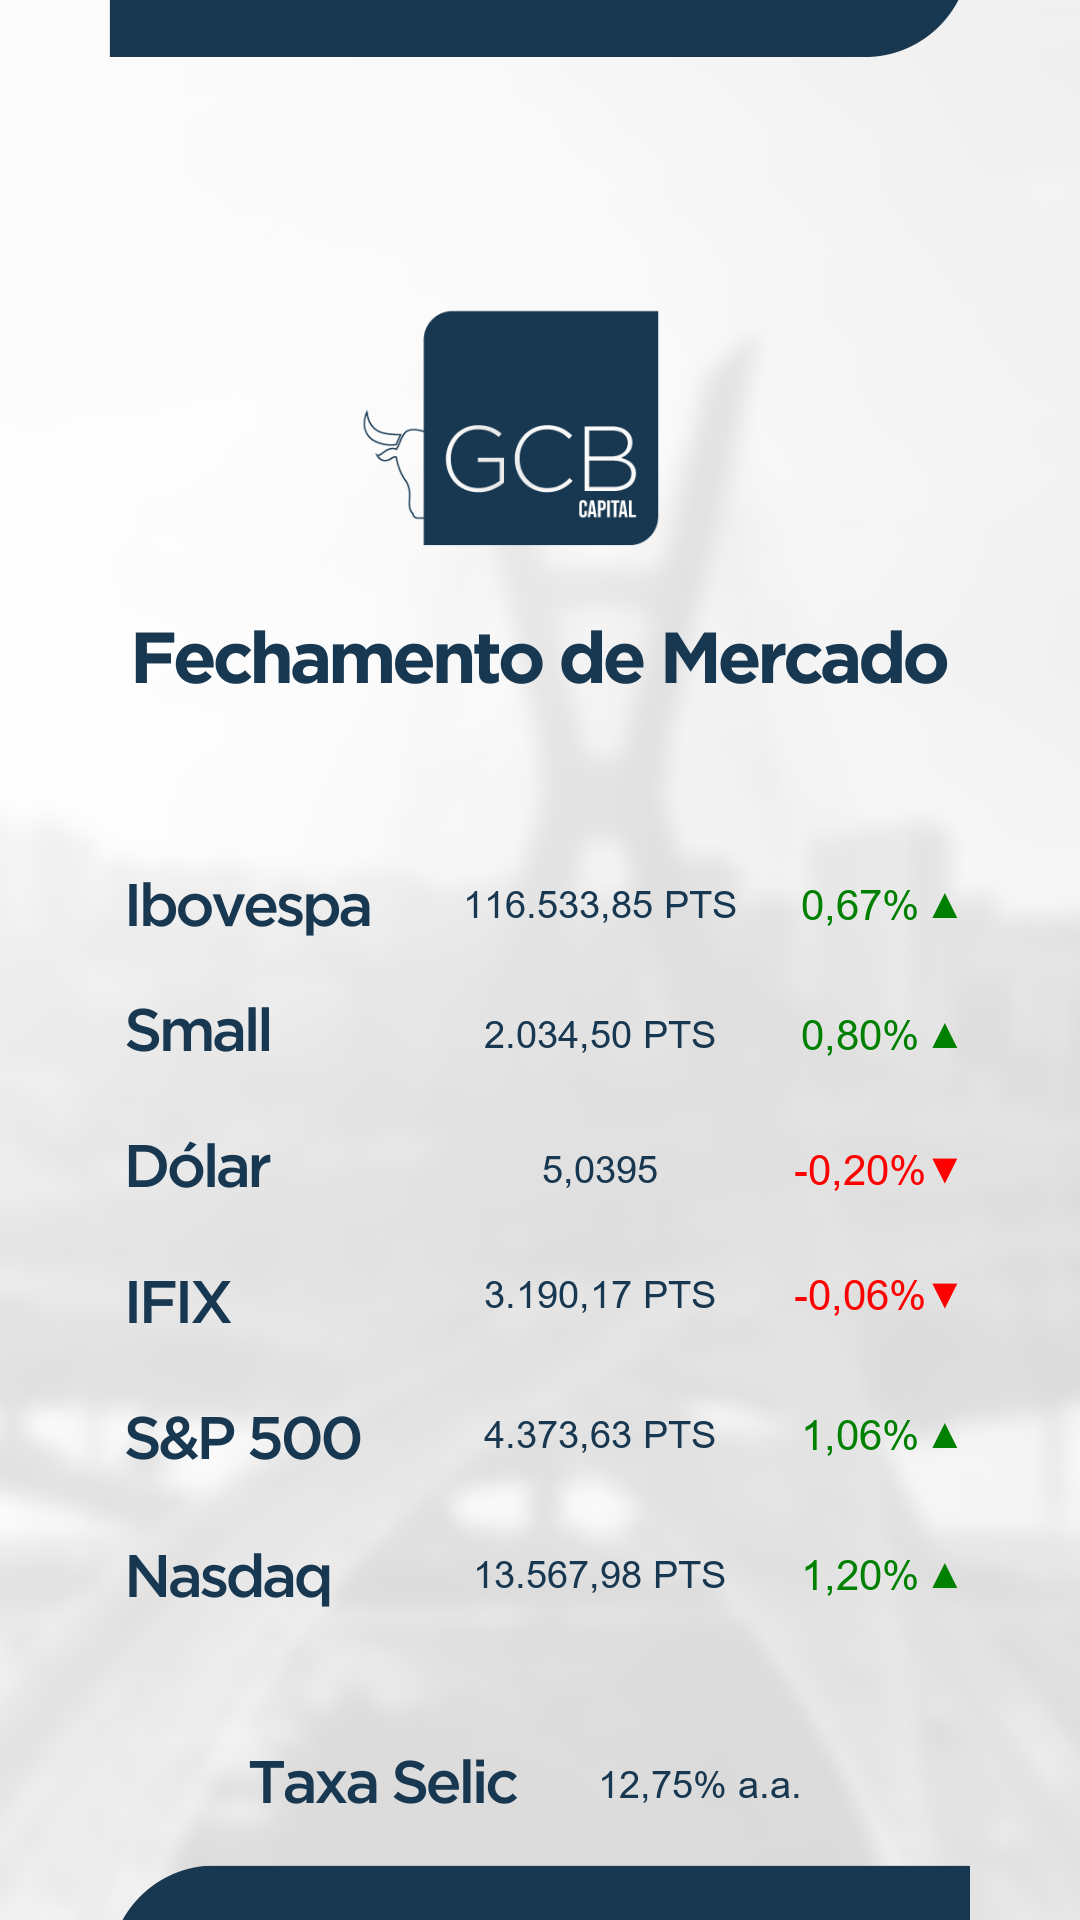 GCB
CAPITAL
Fechamento de Mercado
Ibovespa 116.533,85 PTS 0,67% ▲
Small 2.034,50 PTS 0,80% ▲
Dólar 5,0395 -0,20% ▼
IFIX 3.190,17 PTS -0,06% ▼
S&P 500 4.373,63 PTS 1,06% ▲
Nasdaq 13.567,98 PTS 1,20% ▲
Taxa Selic 12,75% a.a.